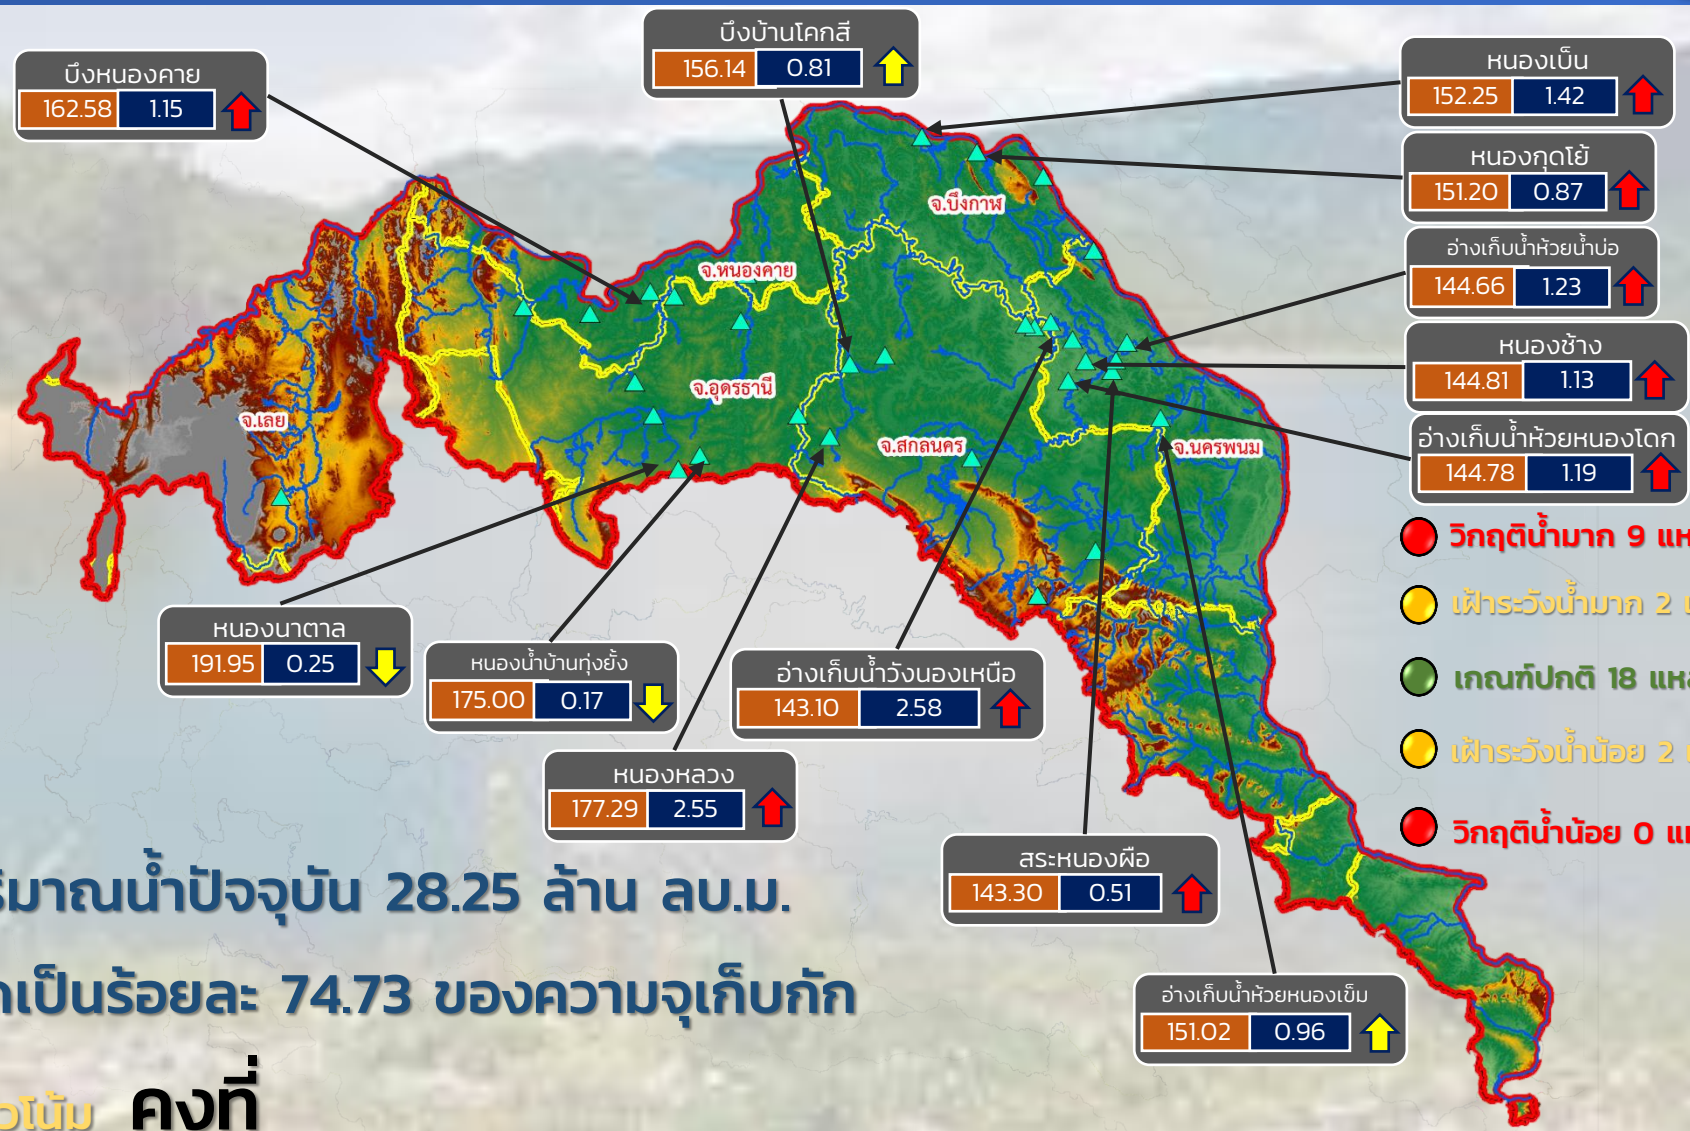 บึงบ้านโคกสี
156.14 0.81
บึงหนองคาย
162.58 1.15
หนองเบ็น
152.25 1.42
หนองกุดโย้
151.20 0.87
อ่างเก็บน้ำห้วยน้ำบ่อ
144.66 1.23
หนองช้าง
144.81 1.13
อ่างเก็บน้ำห้วยหนองโดก
144.78 1.19
จ.บึงกาฬ
จ.หนองคาย
จ.อุดรธานี
จ.เลย
จ.สกลนคร
จ.นครพนม
วิกฤติน้ำมาก 9
เฝ้าระวังน้ำมาก 2
เกณฑ์ปกติ 18
เฝ้าระวังน้ำน้อย 2
วิกฤติน้ำน้อย 0
หนองนาตาล
191.95 0.25
หนองน้ำบ้านทุ่งยั้ง
175.00 0.17
อ่างเก็บน้ำวังนองเหนือ
143.10 2.58
หนองหลวง
177.29 2.55
สระหนองผือ
143.30 0.51
อ่างเก็บน้ำห้วยหนองเข็ม
151.02 0.96
ริมาณน้ำปัจจุบัน 28.25 ล้าน ลบ.ม.
เป็นร้อยละ 74.73 ของความจุเก็บกัก
วโน้ม คงที่